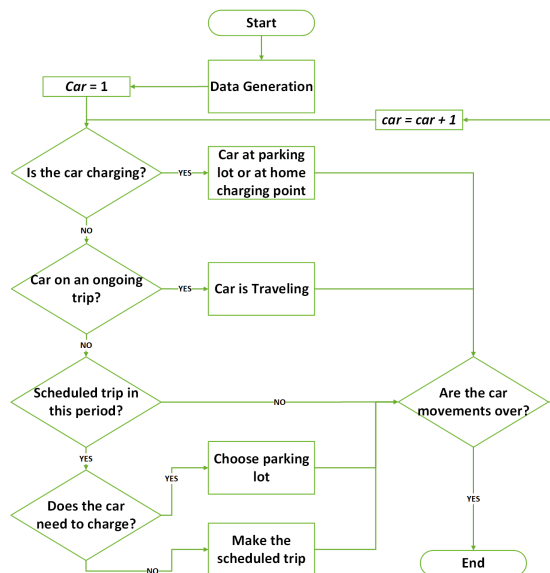 Start
Data Generation
Car = 1
car = car + 1
Is the car charging?
YES
Car at parking
lot or at home
charging point
NO
Car on an ongoing
trip?
YES
Car is Traveling
NO
Scheduled trip in
this period?
NO
Are the car
movements over?
YES
Choose parking
lot
YES
Does the car
need to charge?
YES
Make the
scheduled trip
NO
End